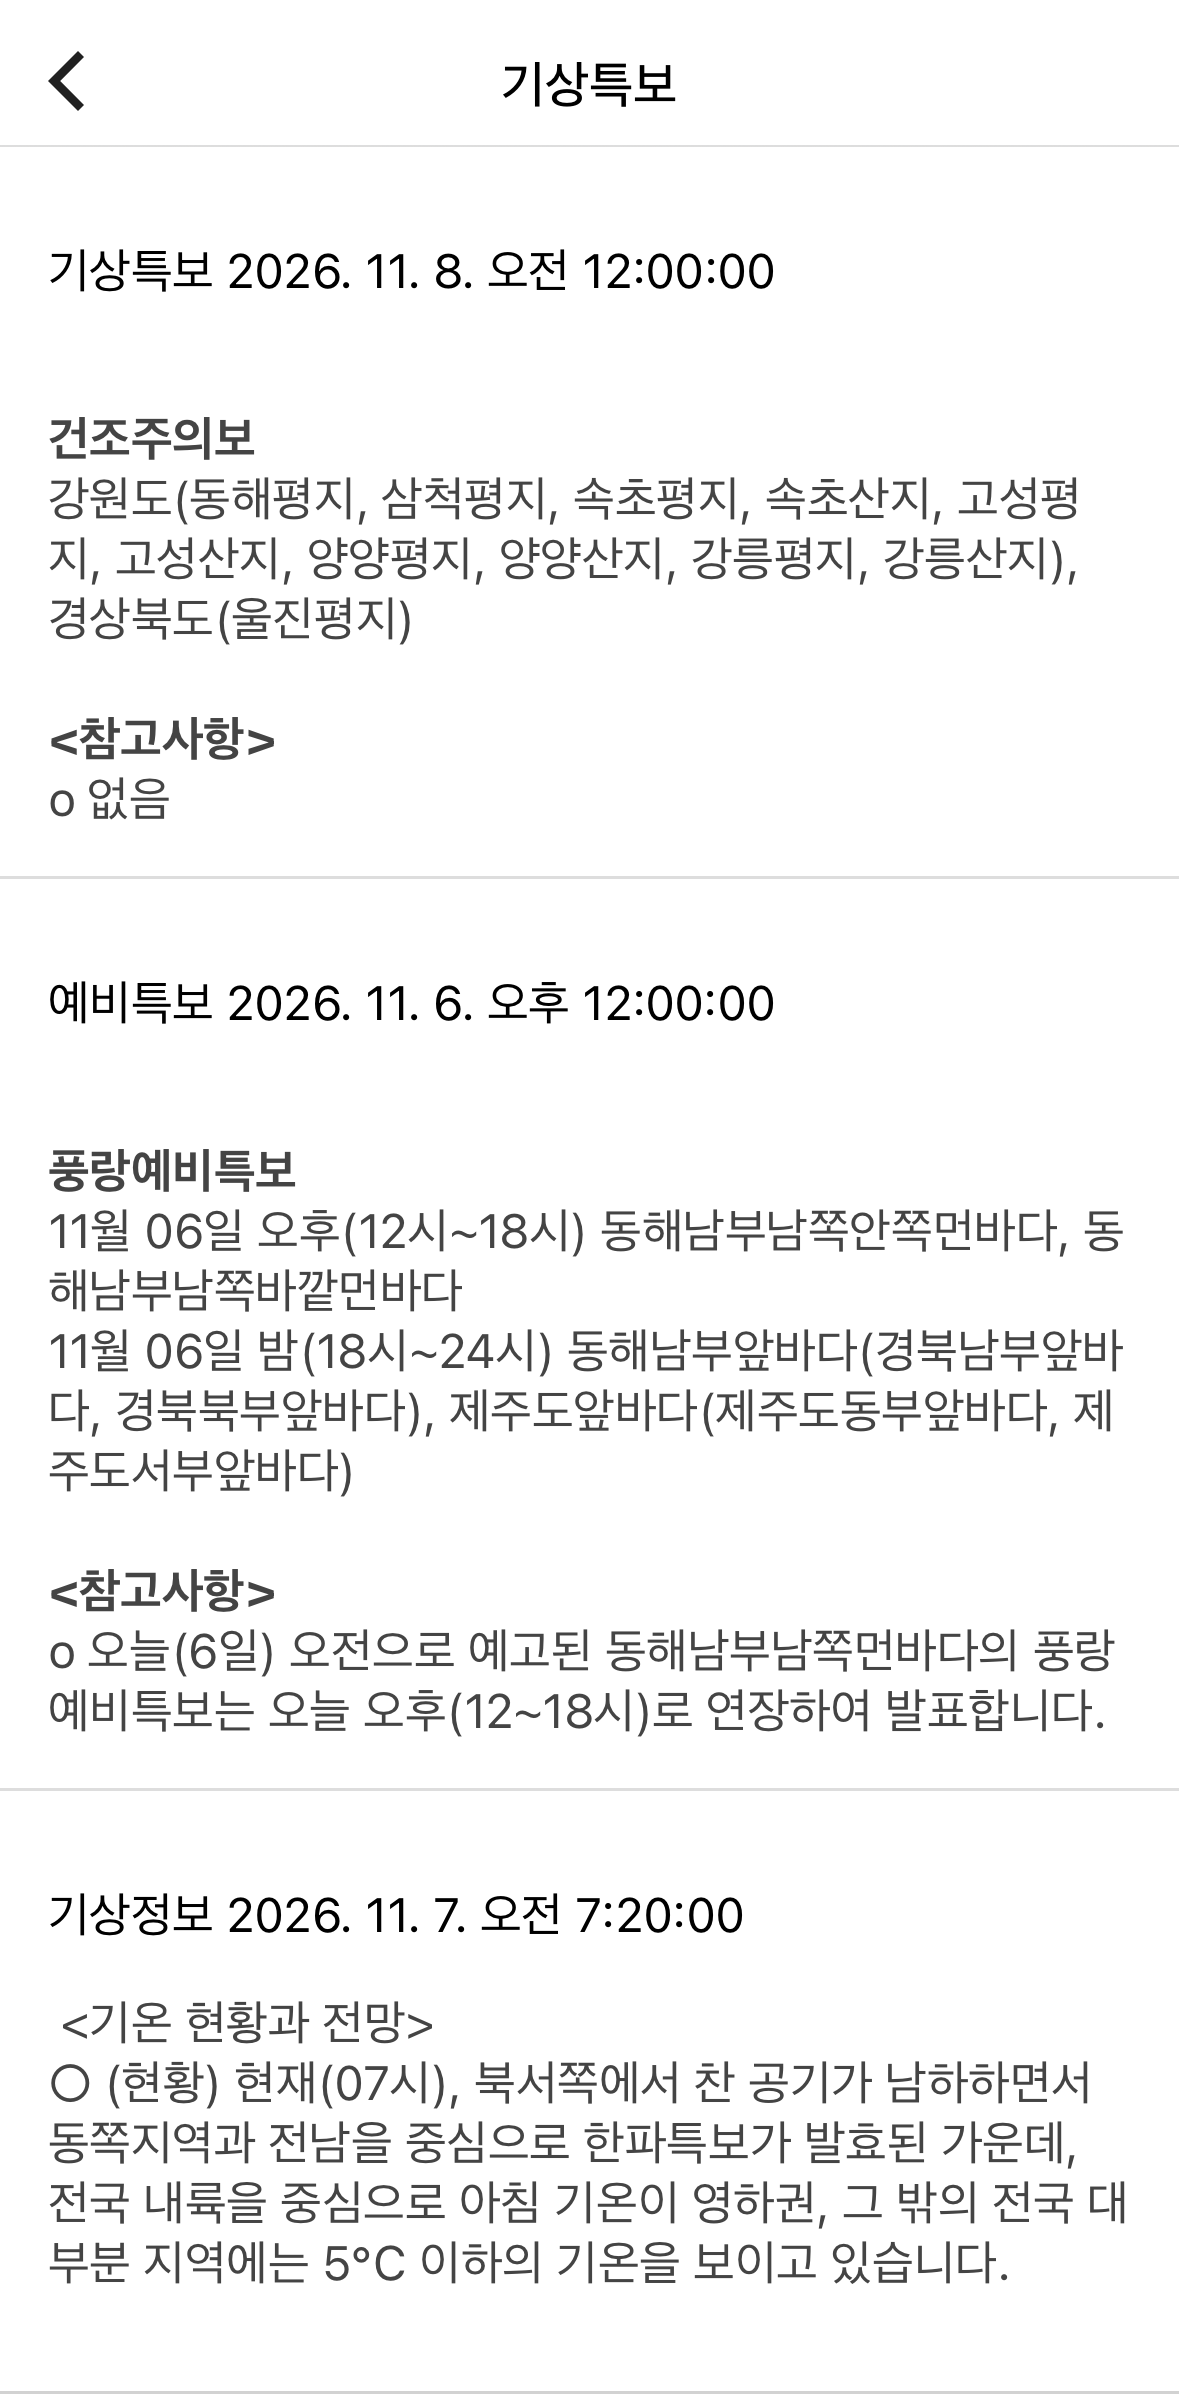 기상특보
기상특보 2026. 11. 8. 오전 12:00:00
건조주의보
강원도(동해평지, 삼척평지, 속초평지, 속초산지, 고성평
지, 고성산지, 양양평지, 양양산지, 강릉평지, 강릉산지),
경상북도(울진평지)
<참고사항>
o 없음
예비특보 2026. 11. 6. 오후 12:00:00
풍랑예비특보
11월 06일 오후(12시~18시) 동해남부남쪽안쪽먼바다, 동
해남부남쪽바깥먼바다
11월 06일 밤(18시~24시) 동해남부앞바다(경북남부앞바
다, 경북북부앞바다), 제주도앞바다(제주도동부앞바다, 제
주도서부앞바다)
<참고사항>
o 오늘(6일) 오전으로 예고된 동해남부남쪽먼바다의 풍랑
예비특보는 오늘 오후(12~18시)로 연장하여 발표합니다.
기상정보 2026. 11. 7. 오전 7:20:00
<기온 현황과 전망>
○ (현황) 현재(07시), 북서쪽에서 찬 공기가 남하하면서
동쪽지역과 전남을 중심으로 한파특보가 발효된 가운데,
전국 내륙을 중심으로 아침 기온이 영하권, 그 밖의 전국 대
부분 지역에는 5°C 이하의 기온을 보이고 있습니다.